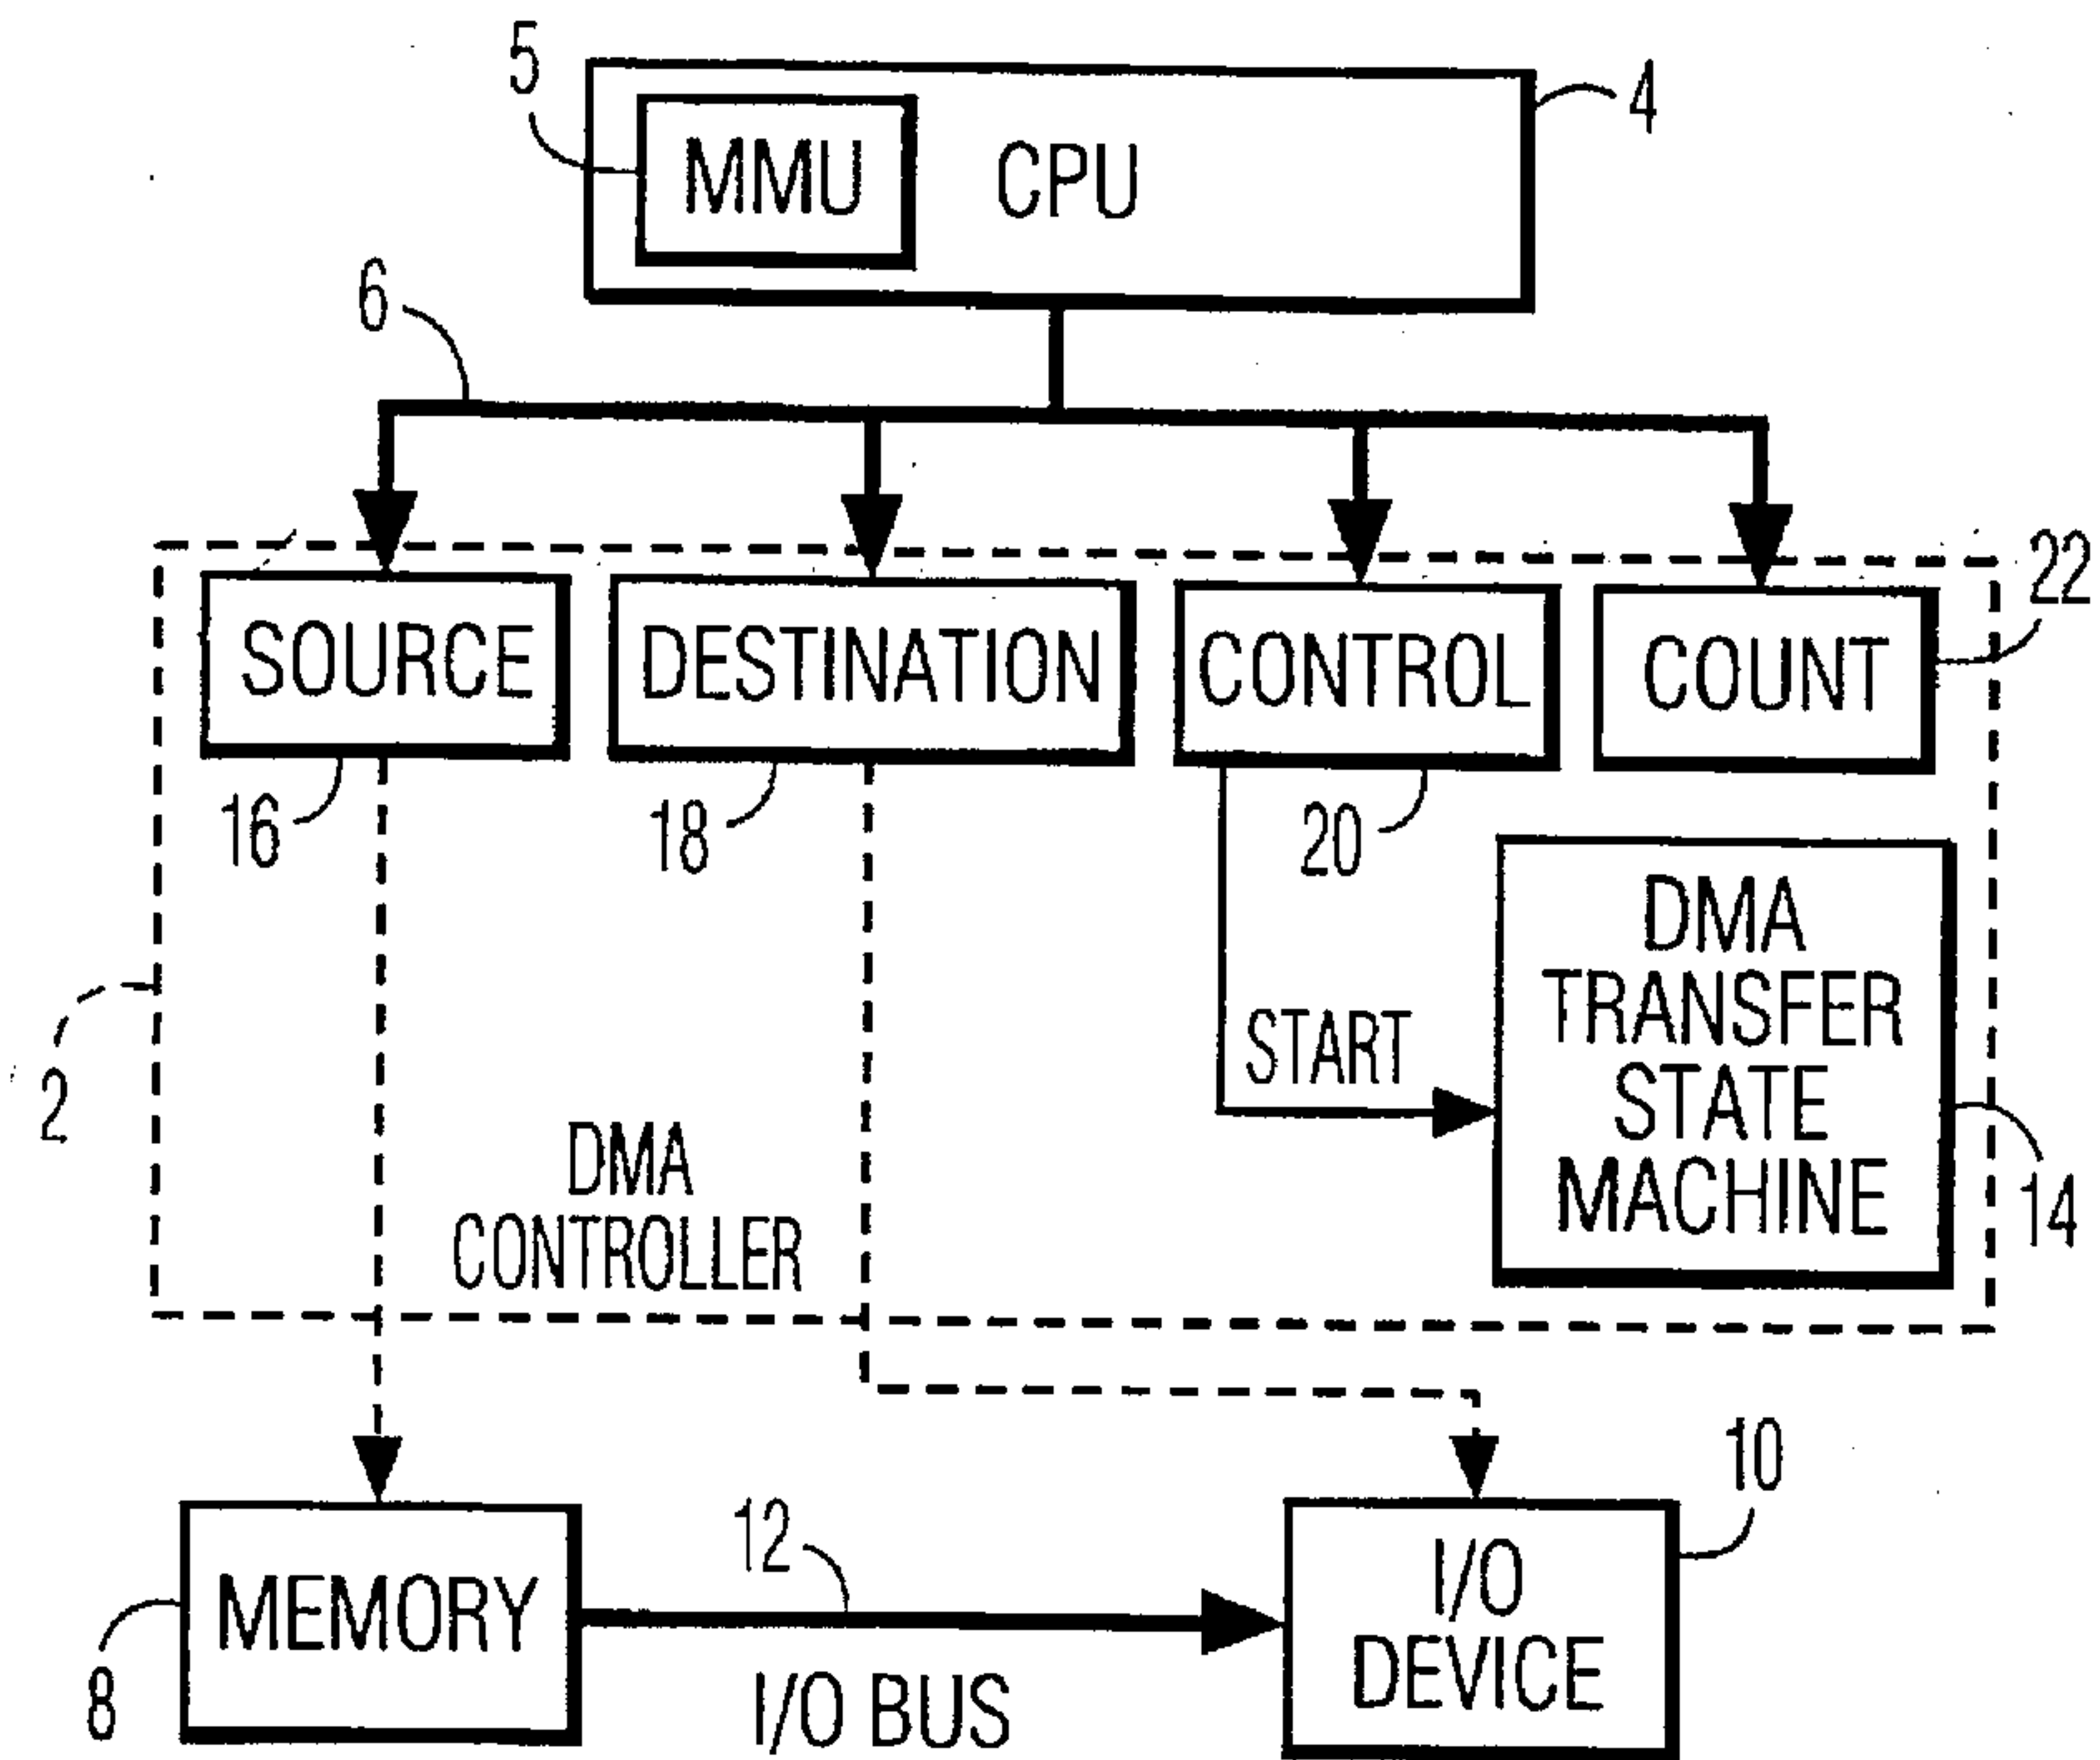 5
4
MMU
CPU
6
22
SOURCE
DESTINATION
CONTROL
COUNT
16
18
20
DMA
TRANSFER
STATE
MACHINE
START
2
14
DMA
CONTROLLER
10
12
MEMORY
I/O
DEVICE
8
I/O BUS